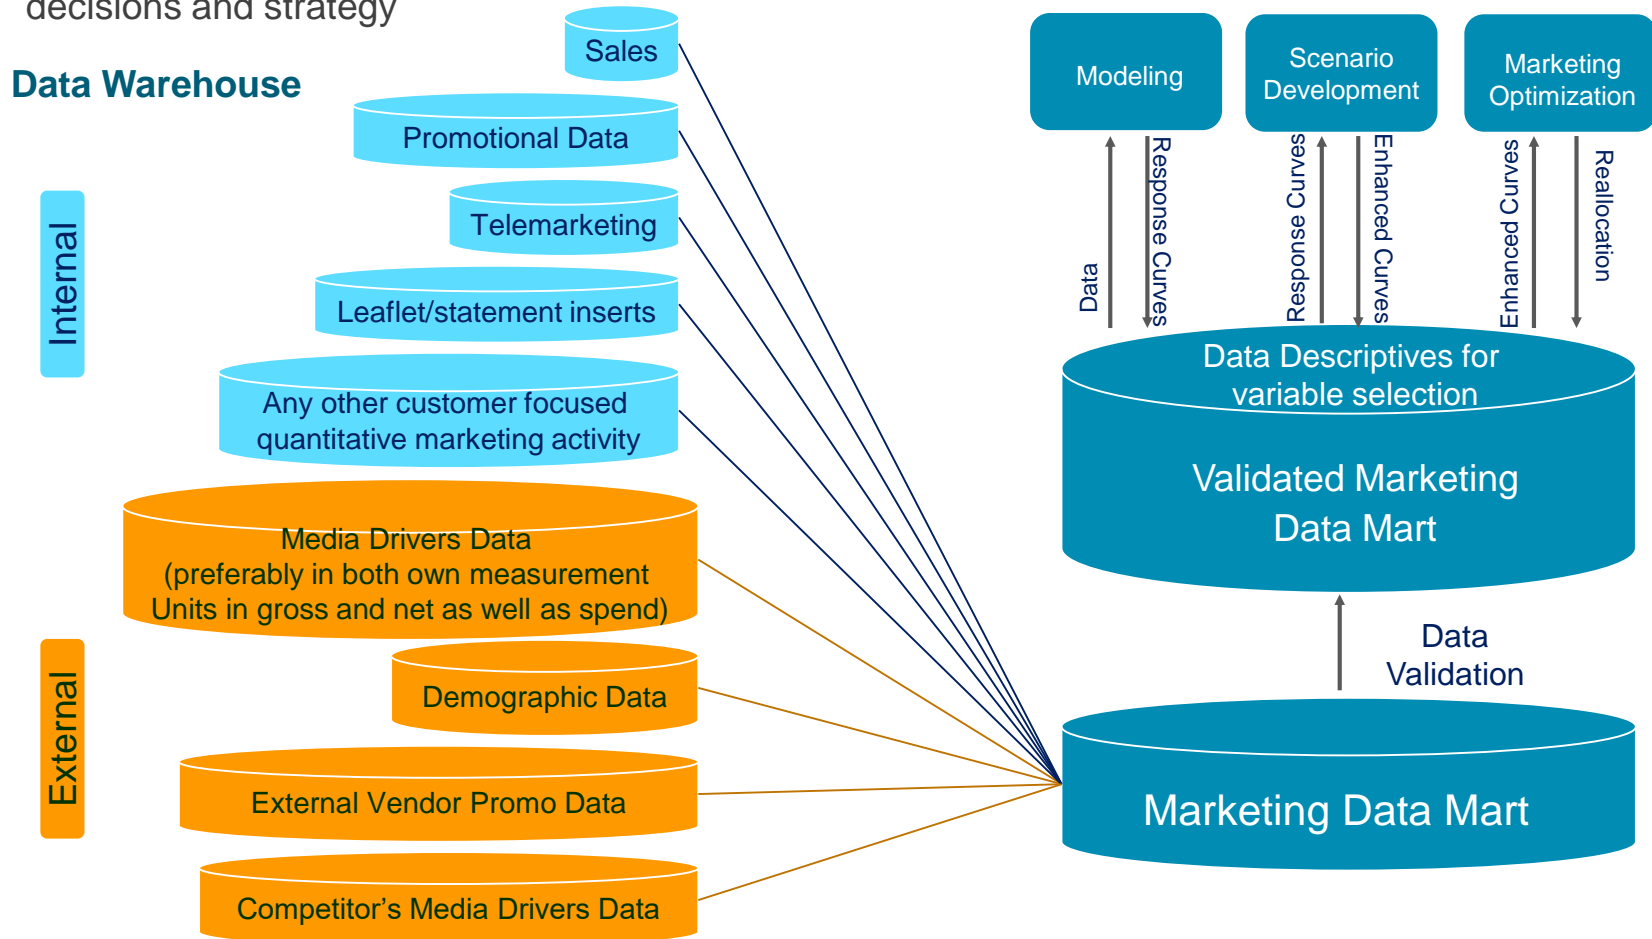 decisions and strategy
Data Warehouse
Internal
Sales
Promotional Data
Telemarketing
Leaflet/statement inserts
Any other customer focused
quantitative marketing activity
External
Media Drivers Data
(preferably in both own measurement
Units in gross and net as well as spend)
Demographic Data
External Vendor Promo Data
Competitor’s Media Drivers Data
Modeling
Scenario
Development
Marketing
Optimization
Data
Response Curves
Response Curves
Enhanced Curves
Enhanced Curves
Reallocation
Data Descriptives for
variable selection
Validated Marketing
Data Mart
Data
Validation
Marketing Data Mart